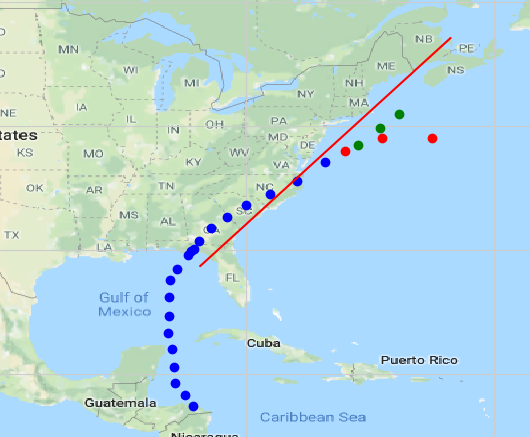 NB
PE
MN
ME
NS
WI
MI
NH
NY
MA
IA
NE
PA
IL
OH
IN
MD
tates
DE
KS
MO
WV
VA
KY
OK
TN
NC
AR
SC
MS
AL
GA
TX
LA
FL
Gulf of
Mexico
Cuba
Puerto Rico
Guatemala
Caribbean Sea
Nicaragua